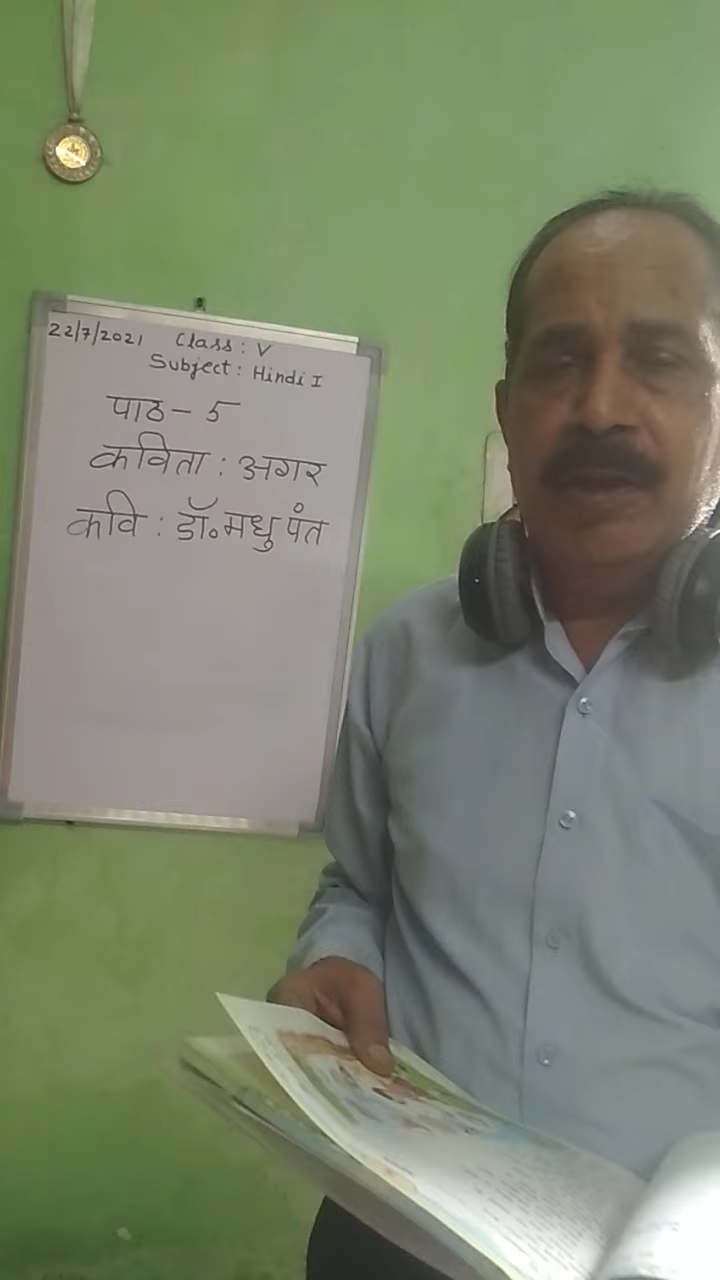 22/7/2021 Class : V
Subject : Hindi I
पाठ - 5
कविता : अगर
कवि : डॉ. मधु पंत